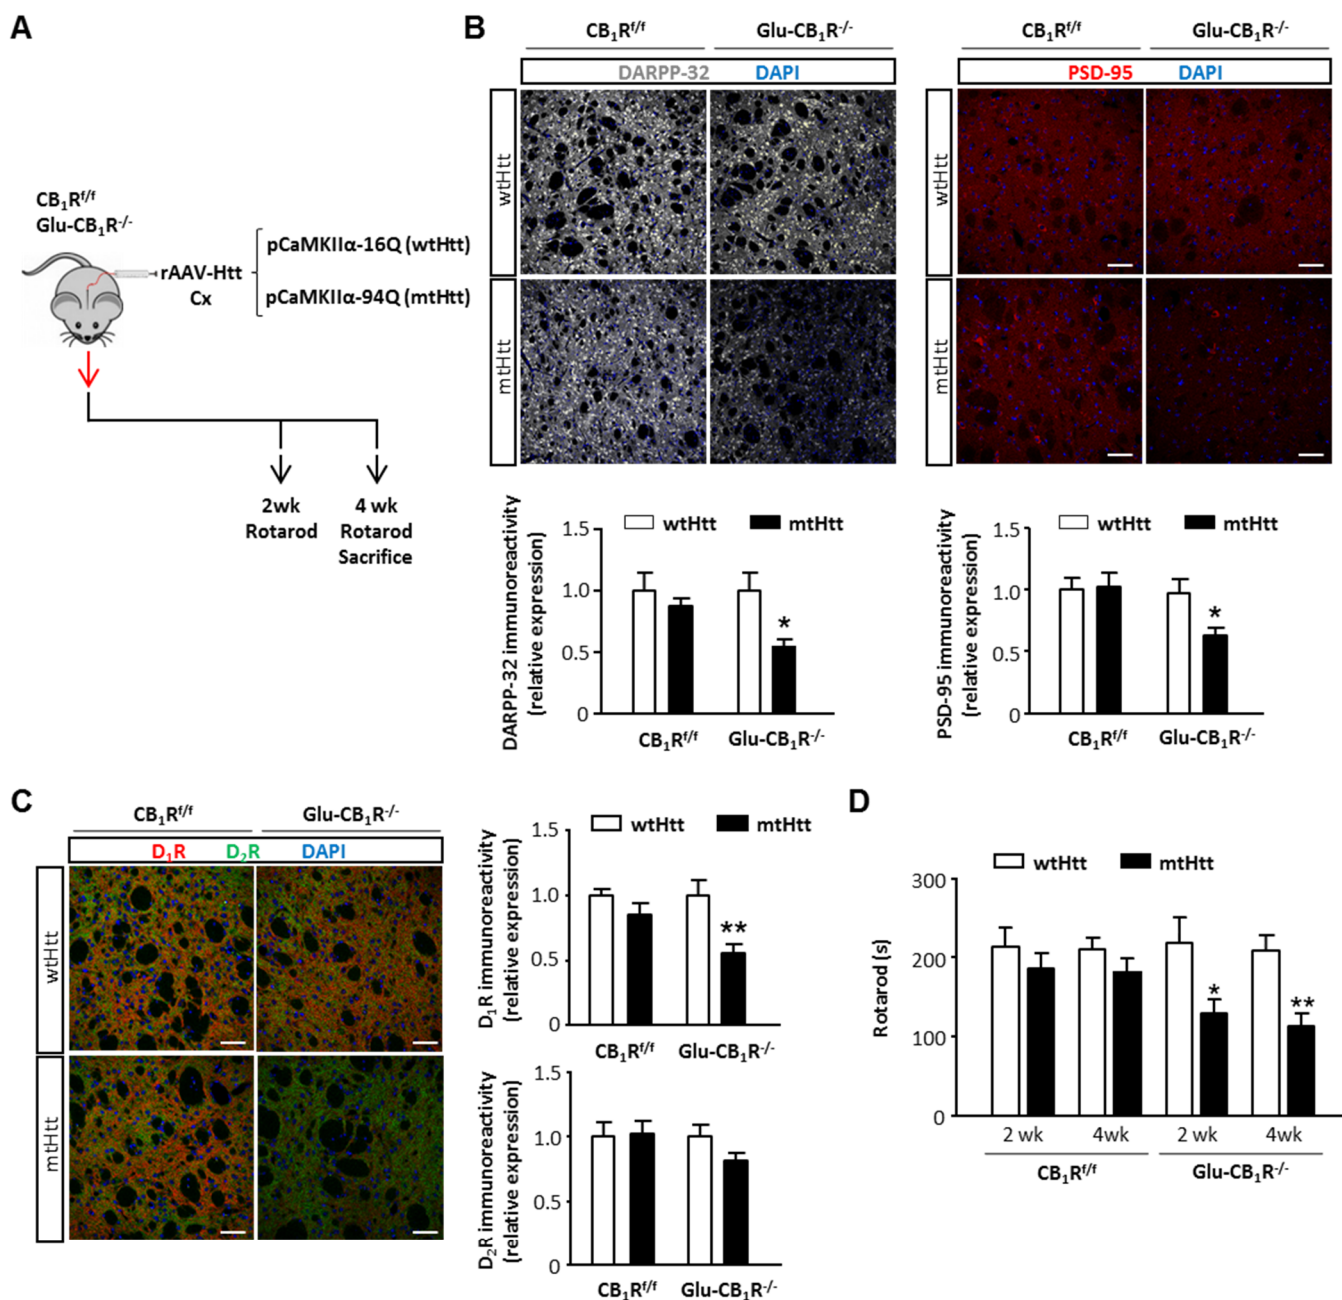 A
CB₁Rᶠ/ᶠ
Glu-CB₁R⁻/⁻
rAAV-Htt
Cx
pCaMKIIα-16Q (wtHtt)
pCaMKIIα-94Q (mtHtt)
2wk
Rotarod
4 wk
Rotarod
Sacrifice
B
CB₁Rᶠ/ᶠ Glu-CB₁R⁻/⁻
DARPP-32 DAPI
wtHtt
mtHtt
CB₁Rᶠ/ᶠ Glu-CB₁R⁻/⁻
PSD-95 DAPI
wtHtt
mtHtt
DARPP-32 immunoreactivity
(relative expression)
wtHtt mtHtt
1.5
1.0
0.5
0
*
CB₁Rᶠ/ᶠ Glu-CB₁R⁻/⁻
PSD-95 immunoreactivity
(relative expression)
wtHtt mtHtt
1.5
1.0
0.5
0
*
CB₁Rᶠ/ᶠ Glu-CB₁R⁻/⁻
C
CB₁Rᶠ/ᶠ Glu-CB₁R⁻/⁻
D₁R D₂R DAPI
wtHtt
mtHtt
D₁R immunoreactivity
(relative expression)
wtHtt mtHtt
1.5
1.0
0.5
0
**
CB₁Rᶠ/ᶠ Glu-CB₁R⁻/⁻
D₂R immunoreactivity
(relative expression)
1.5
1.0
0.5
0
CB₁Rᶠ/ᶠ Glu-CB₁R⁻/⁻
D
wtHtt mtHtt
Rotarod (s)
300
200
100
0
*
**
2 wk 4wk 2 wk 4wk
CB₁Rᶠ/ᶠ Glu-CB₁R⁻/⁻